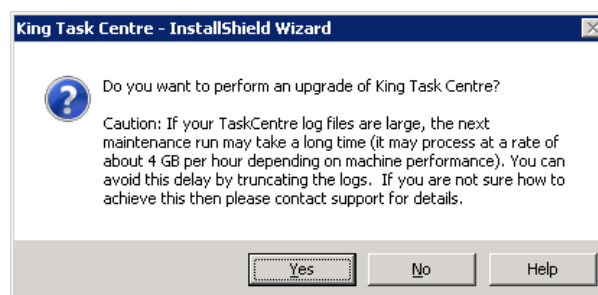 King Task Centre - InstallShield Wizard
Do you want to perform an upgrade of King Task Centre?
Caution: If your TaskCentre log files are large, the next
maintenance run may take a long time (it may process at a rate of
about 4 GB per hour depending on machine performance). You can
avoid this delay by truncating the logs.  If you are not sure how to
achieve this then please contact support for details.
Yes
No
Help